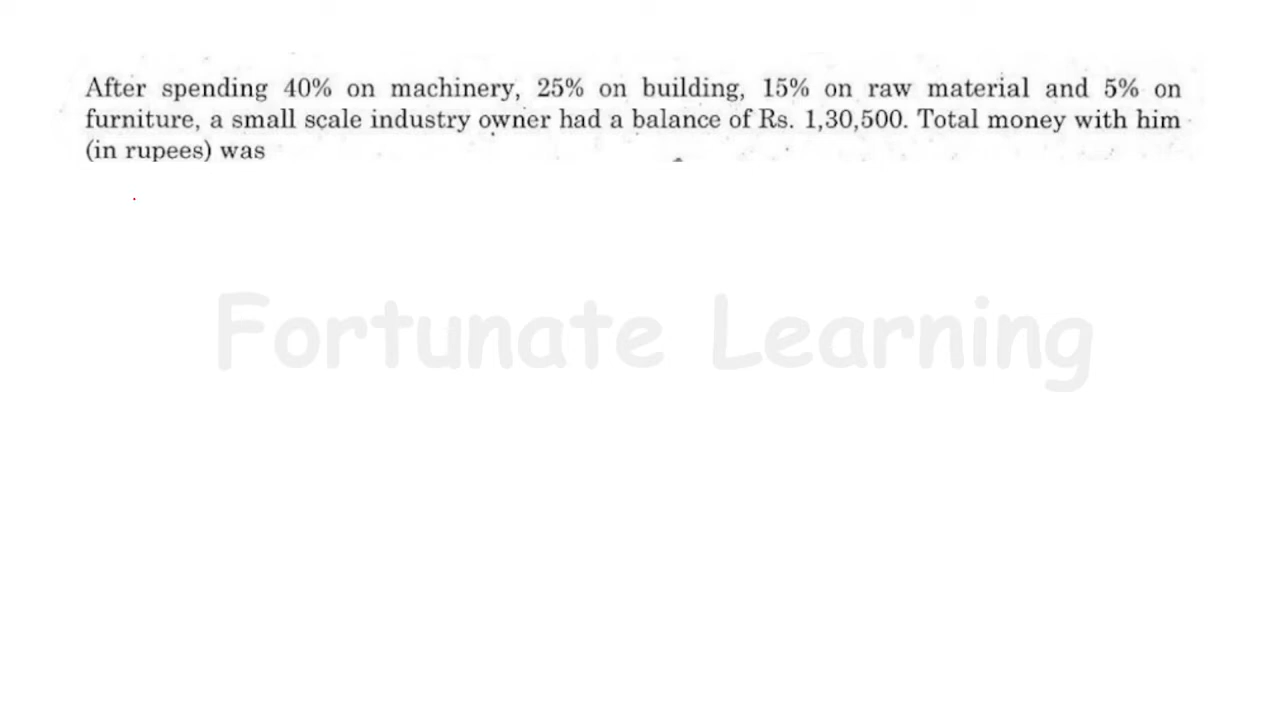 After spending 40% on machinery, 25% on building, 15% on raw material and 5% on
furniture, a small scale industry owner had a balance of Rs. 1,30,500. Total money with him
(in rupees) was
Fortunate Learning